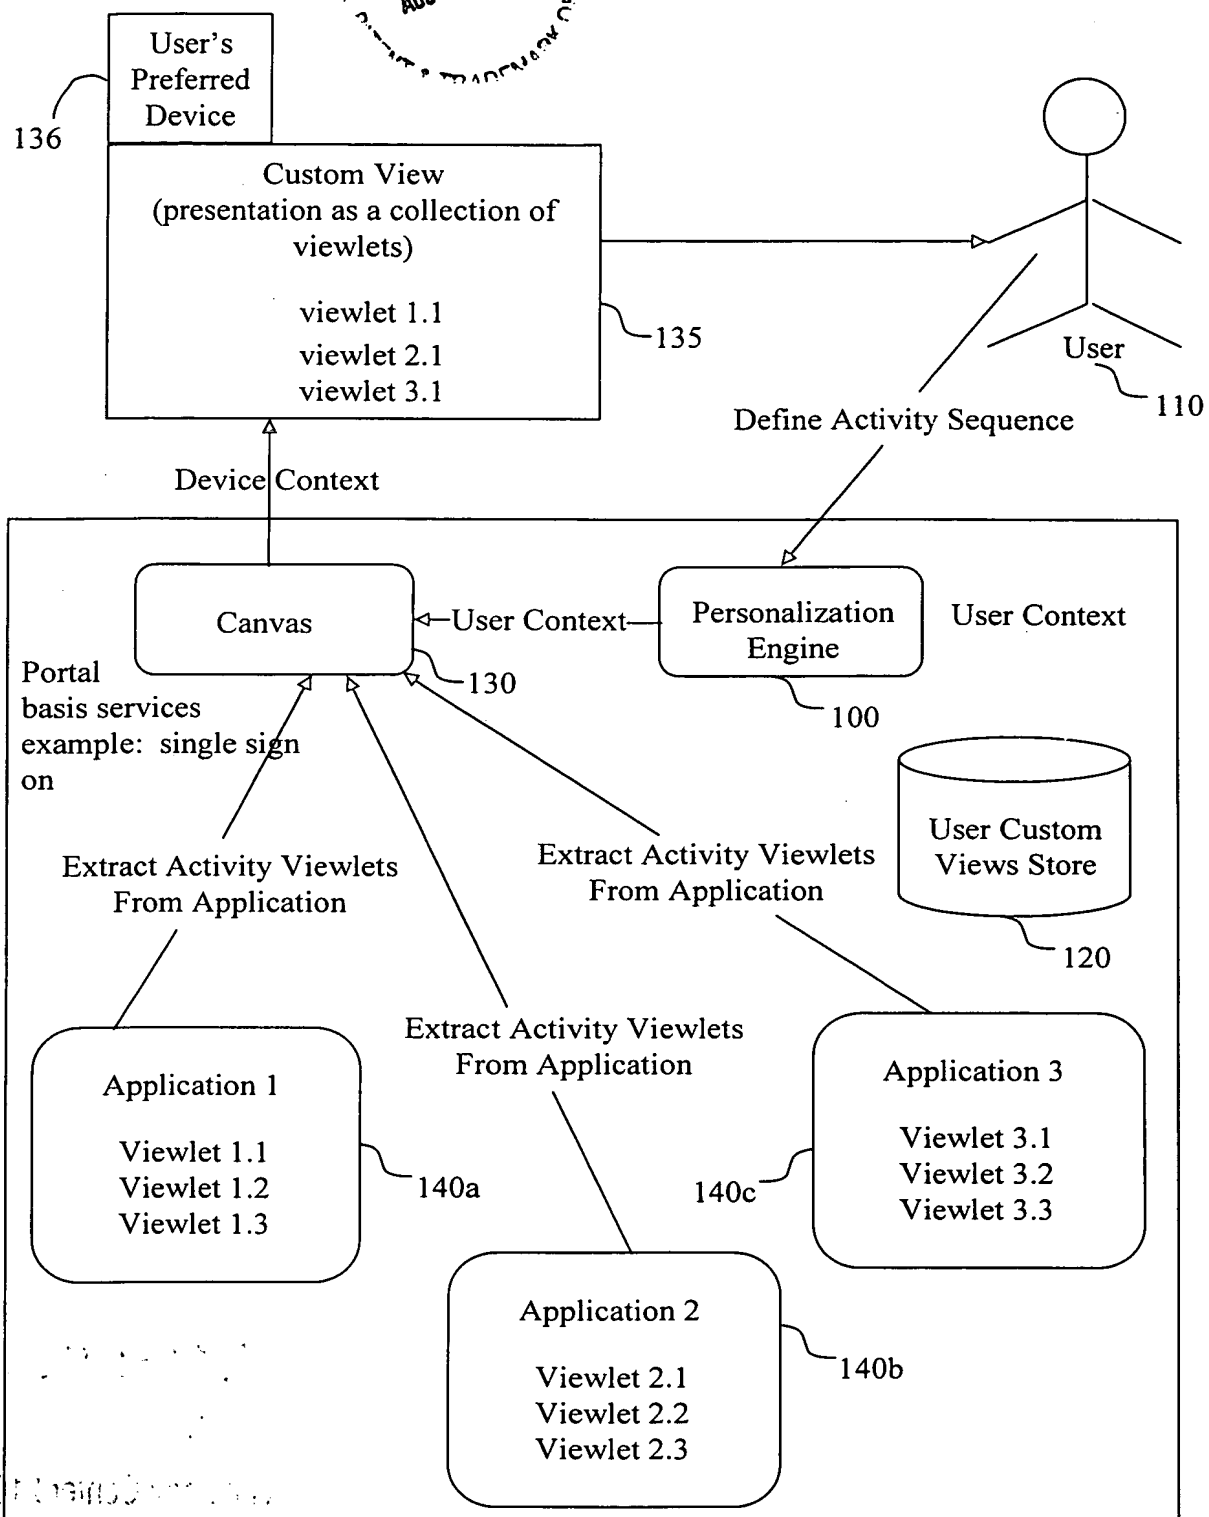 User's
Preferred
Device
136
Custom View
(presentation as a collection of
viewlets)
viewlet 1.1
viewlet 2.1
viewlet 3.1
135
User
110
Define Activity Sequence
Device Context
Canvas
User Context
Personalization
Engine
User Context
130
100
Portal
basis services
example: single sign
on
User Custom
Views Store
120
Extract Activity Viewlets
From Application
Extract Activity Viewlets
From Application
Extract Activity Viewlets
From Application
Application 1
Viewlet 1.1
Viewlet 1.2
Viewlet 1.3
140a
Application 3
Viewlet 3.1
Viewlet 3.2
Viewlet 3.3
140c
Application 2
Viewlet 2.1
Viewlet 2.2
Viewlet 2.3
140b
& TRADEMARK